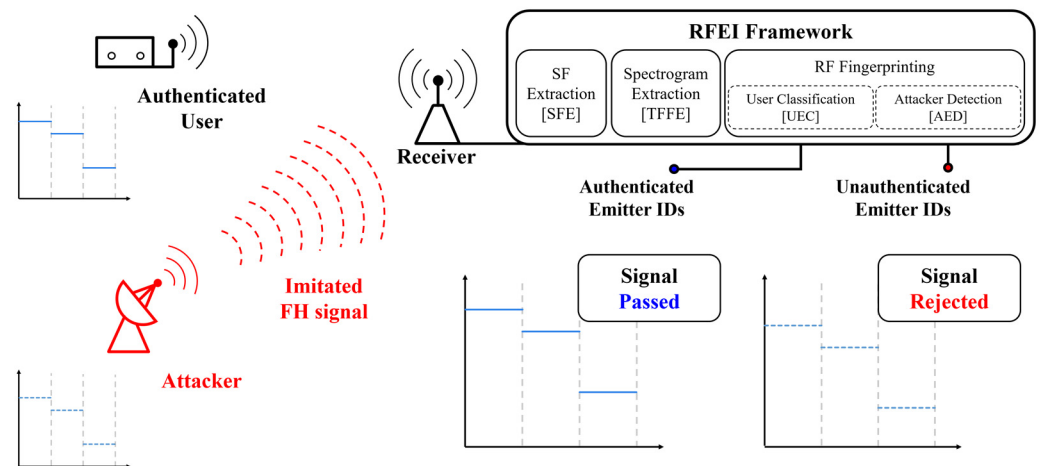 RFEI Framework
SF
Extraction
[SFE]
Spectrogram
Extraction
[TFFE]
RF Fingerprinting
User Classification
[UEC]
Attacker Detection
[AED]
Authenticated
User
Receiver
Authenticated
Emitter IDs
Unauthenticated
Emitter IDs
Imitated
FH signal
Attacker
Signal
Passed
Signal
Rejected